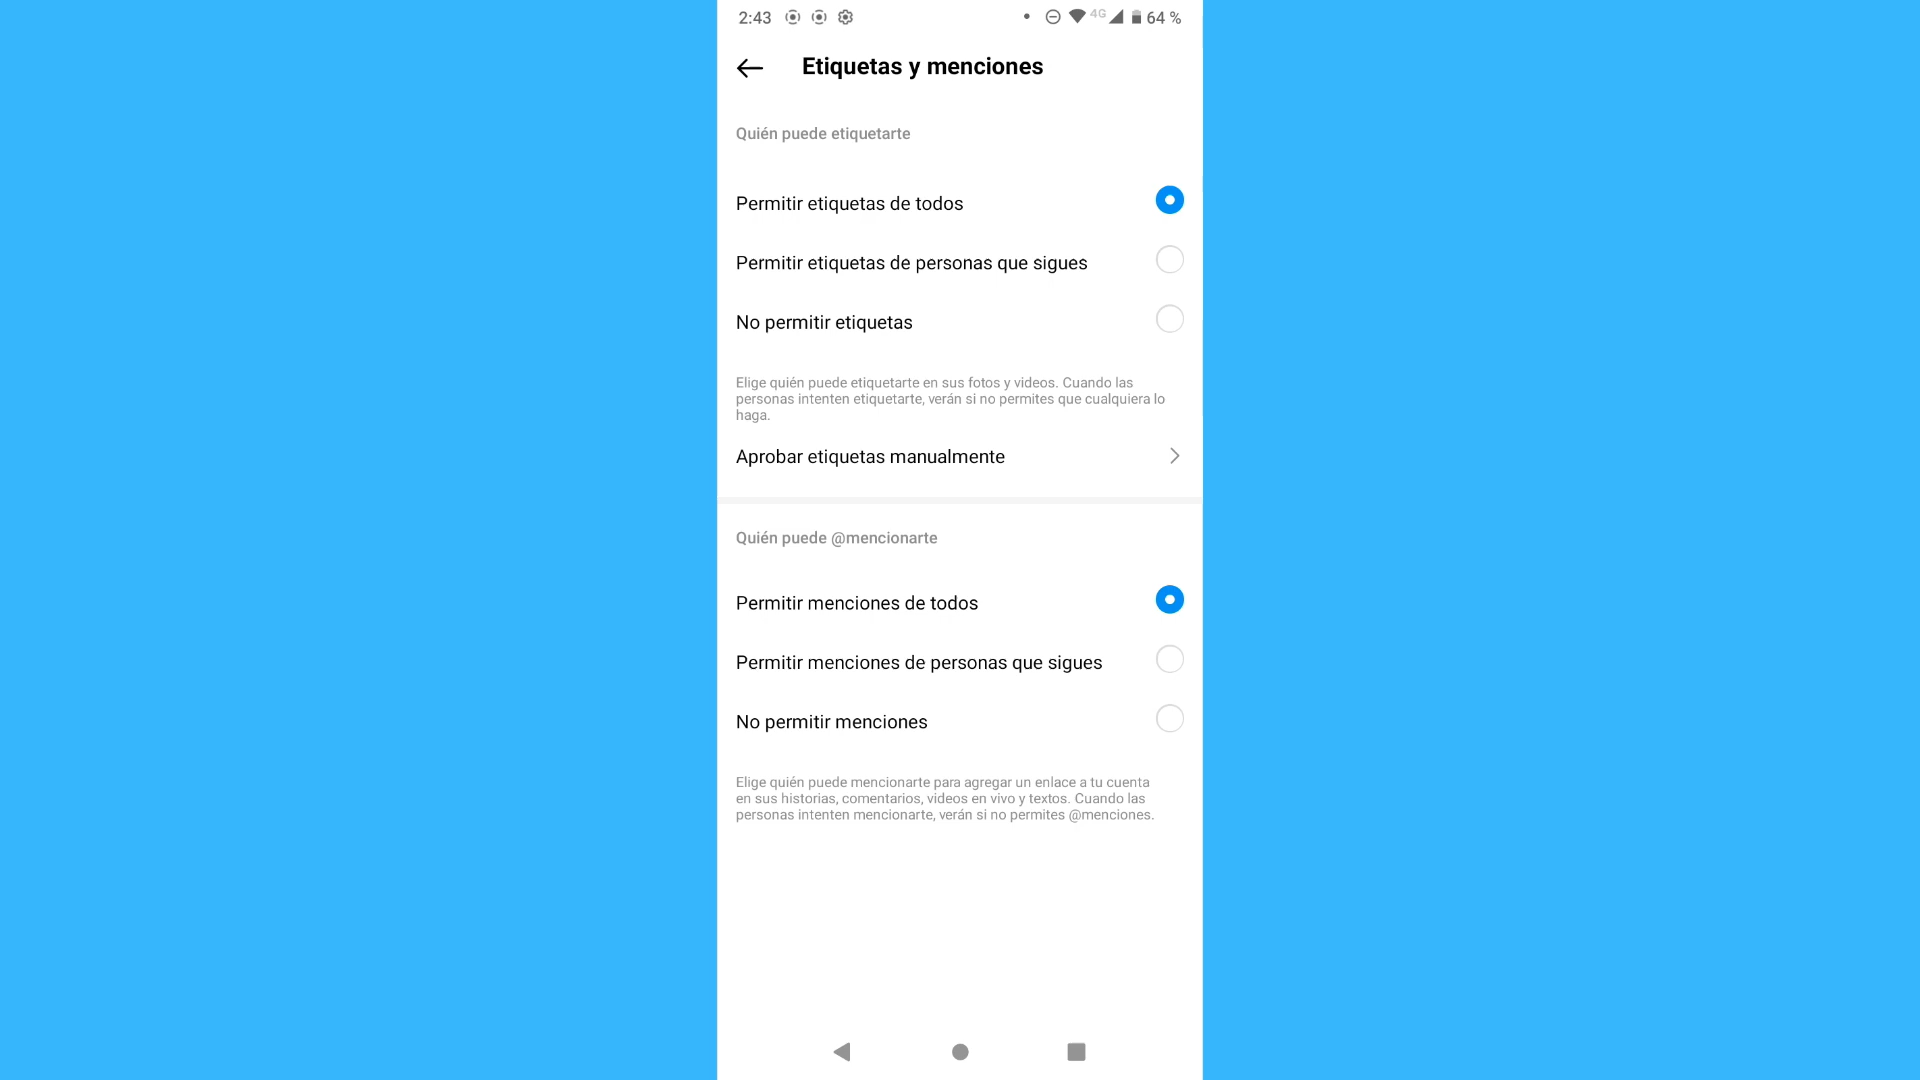 2:43 4G 64 %
Etiquetas y menciones
Quién puede etiquetarte
Permitir etiquetas de todos
Permitir etiquetas de personas que sigues
No permitir etiquetas
Elige quién puede etiquetarte en sus fotos y videos. Cuando las
personas intenten etiquetarte, verán si no permites que cualquiera lo
haga.
Aprobar etiquetas manualmente
Quién puede @mencionarte
Permitir menciones de todos
Permitir menciones de personas que sigues
No permitir menciones
Elige quién puede mencionarte para agregar un enlace a tu cuenta
en sus historias, comentarios, videos en vivo y textos. Cuando las
personas intenten mencionarte, verán si no permites @menciones.